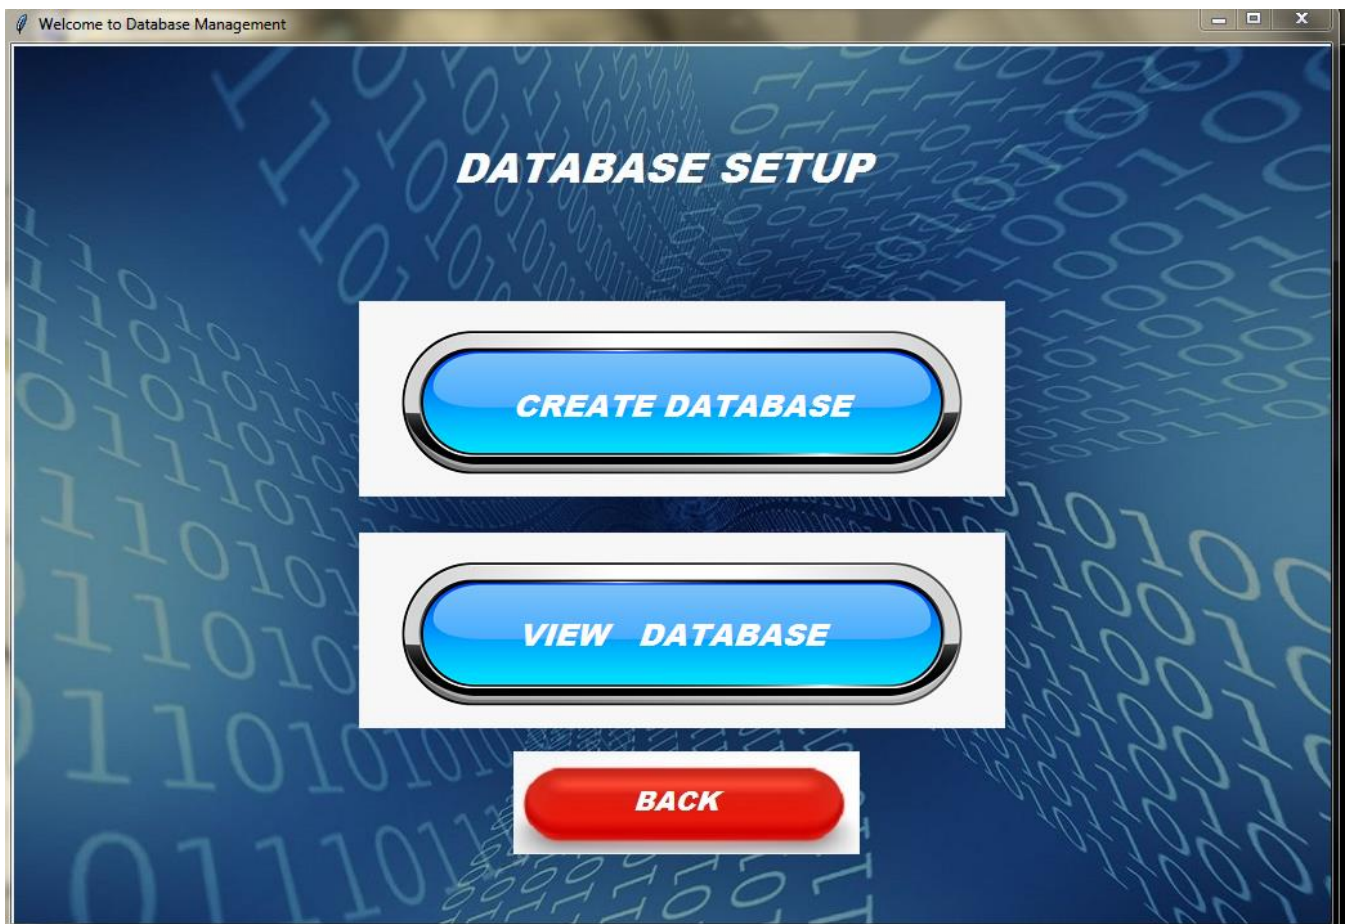 Welcome to Database Management
DATABASE SETUP
CREATE DATABASE
VIEW DATABASE
BACK